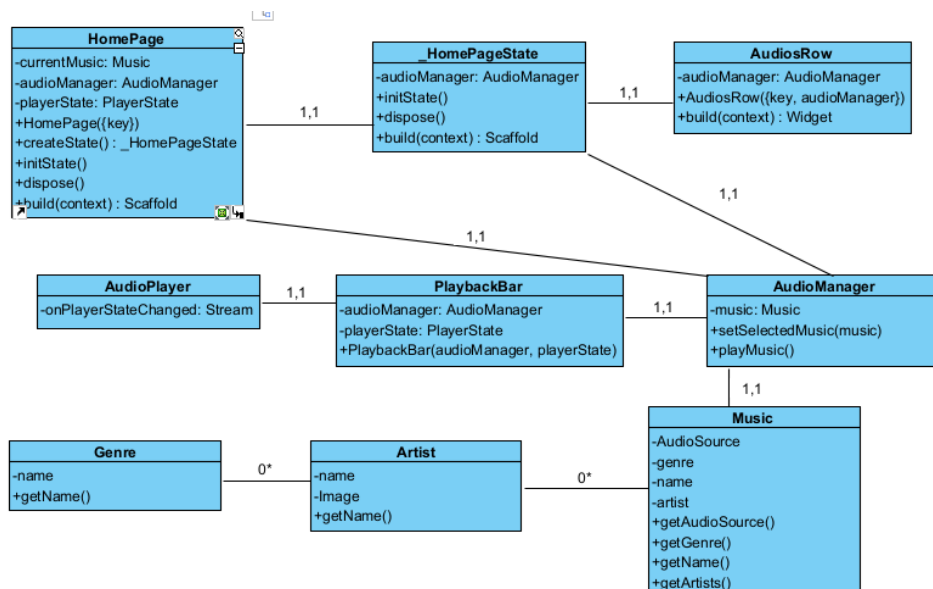 HomePage
-currentMusic: Music
-audioManager: AudioManager
-playerState: PlayerState
+HomePage({key})
+createState() : _HomePageState
+initState()
+dispose()
+build(context) : Scaffold
1,1
_HomePageState
-audioManager: AudioManager
+initState()
+dispose()
+build(context) : Scaffold
1,1
AudiosRow
-audioManager: AudioManager
+AudiosRow({key, audioManager})
+build(context) : Widget
1,1
1,1
AudioPlayer
-onPlayerStateChanged: Stream
1,1
PlaybackBar
-audioManager: AudioManager
-playerState: PlayerState
+PlaybackBar(audioManager, playerState)
1,1
AudioManager
-music: Music
+setSelectedMusic(music)
+playMusic()
1,1
Genre
-name
+getName()
0*
Artist
-name
-Image
+getName()
0*
Music
-AudioSource
-genre
-name
-artist
+getAudioSource()
+getGenre()
+getName()
+getArtists()